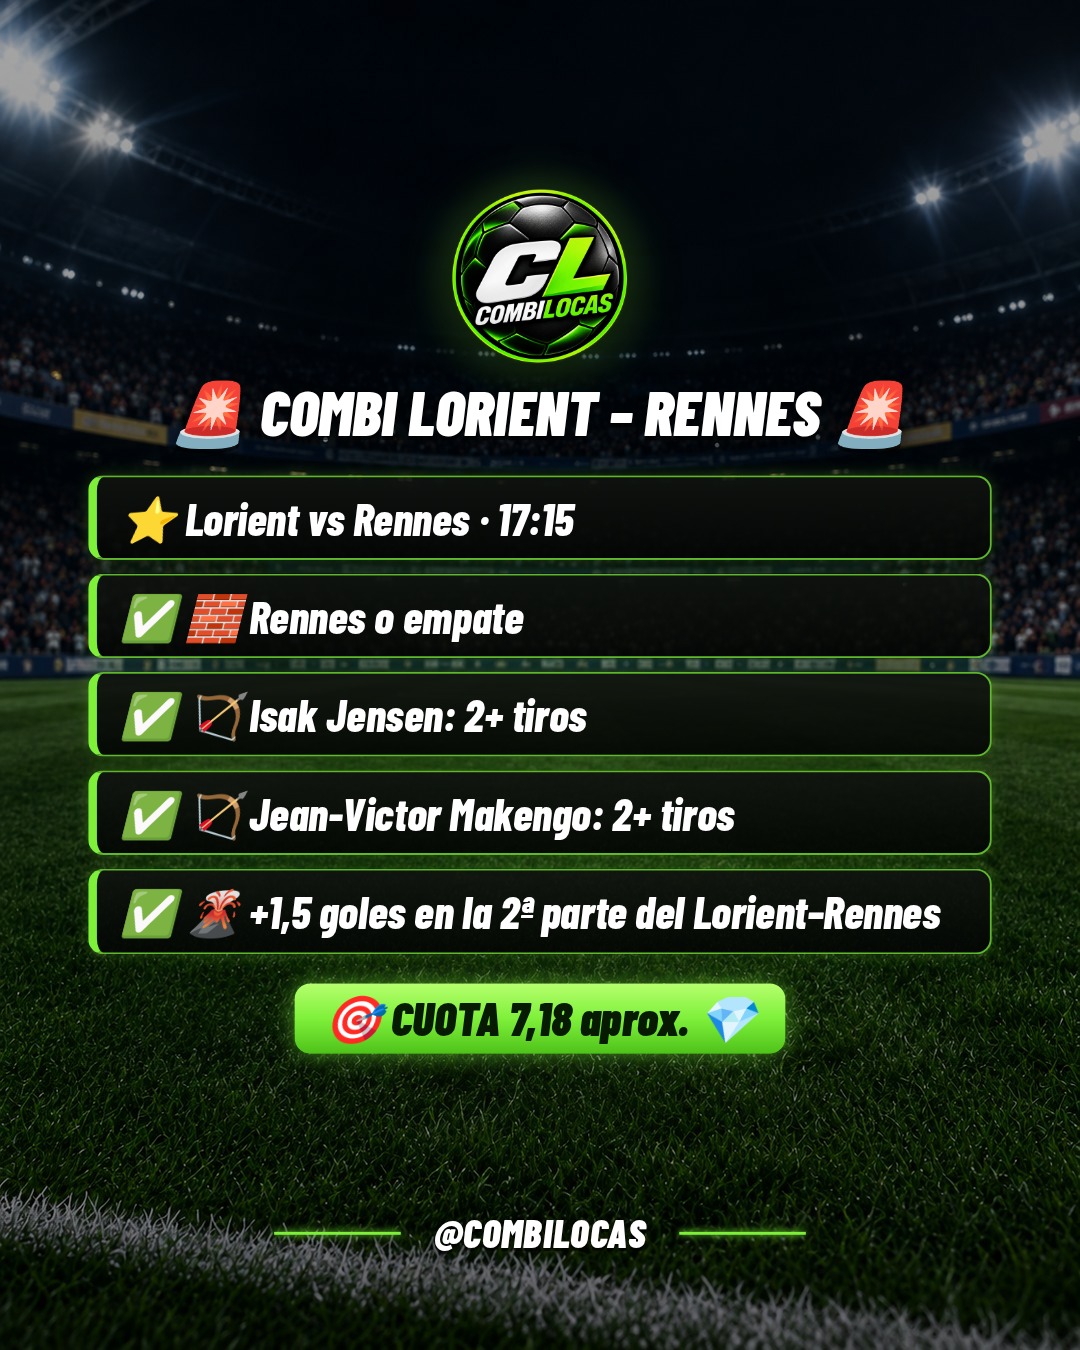 CL
COMBILOCAS
🚨 COMBI LORIENT - RENNES 🚨
⭐ Lorient vs Rennes · 17:15
✅ 🧱 Rennes o empate
✅ 🏹 Isak Jensen: 2+ tiros
✅ 🏹 Jean-Victor Makengo: 2+ tiros
✅ 🌋 +1,5 goles en la 2ª parte del Lorient-Rennes
🎯 CUOTA 7,18 aprox. 💎
@COMBILOCAS